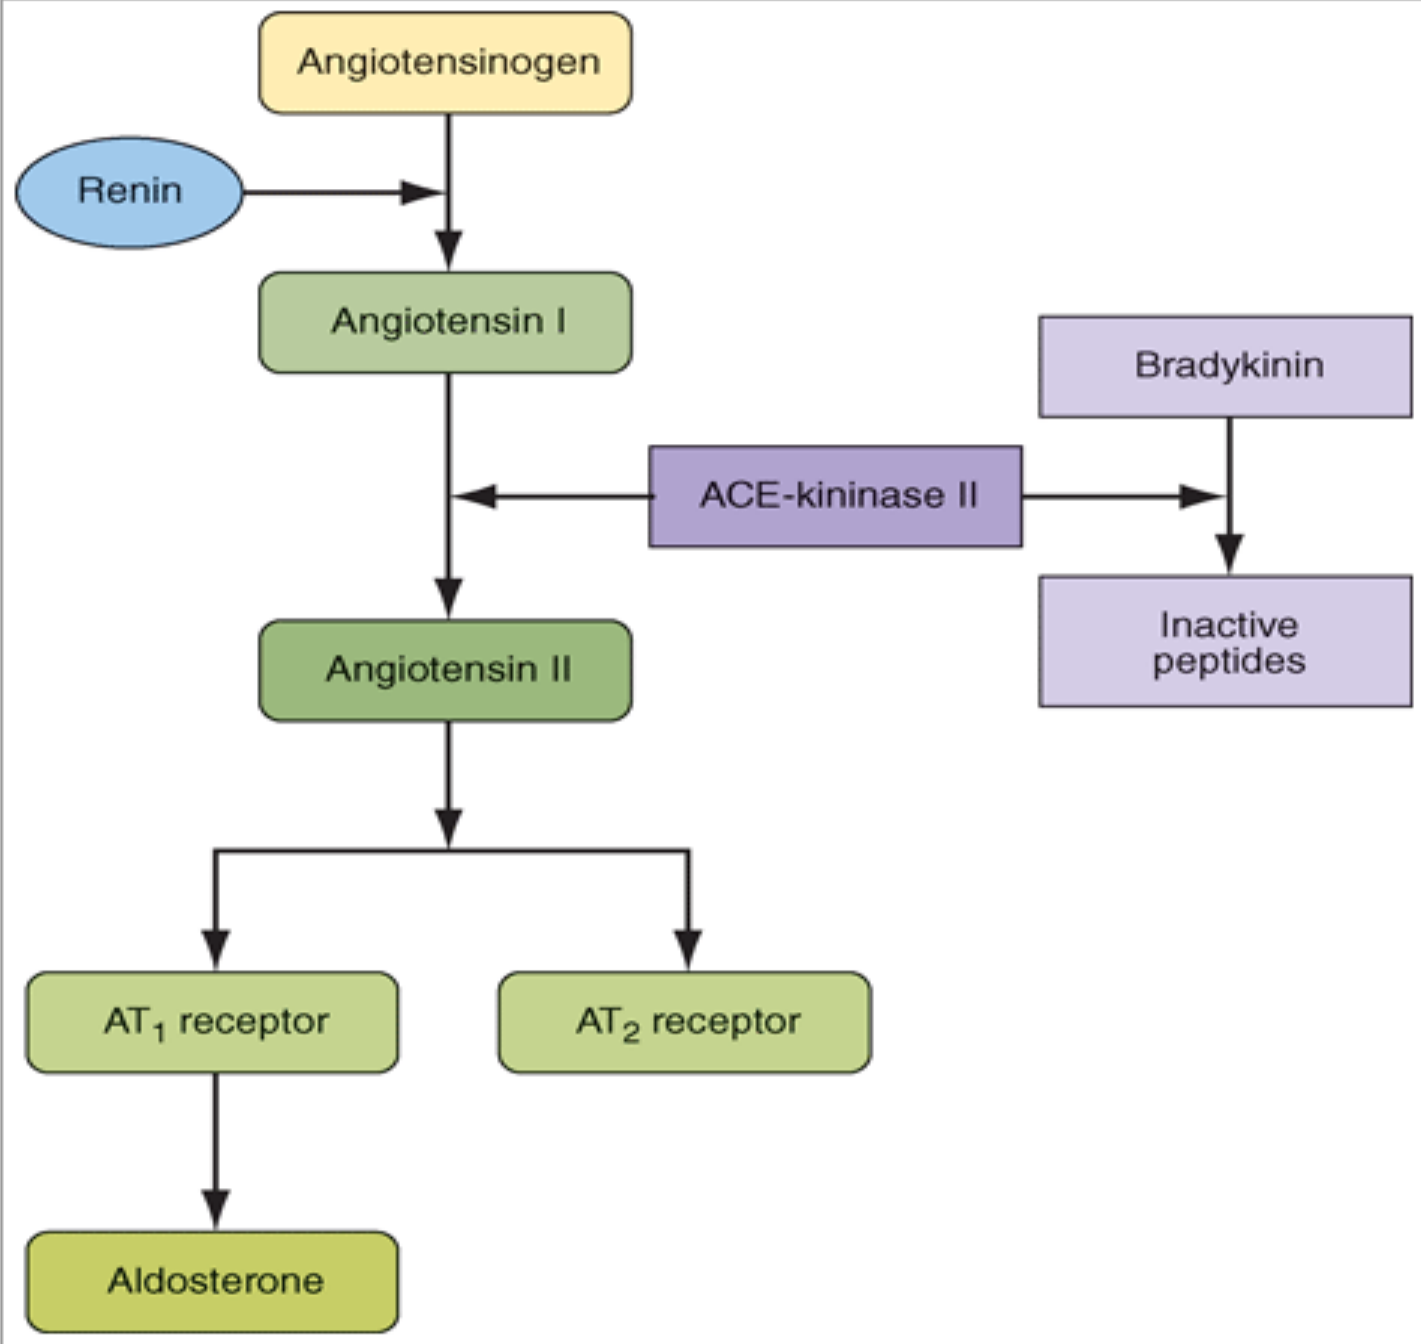 Angiotensinogen
Renin
Angiotensin I
Bradykinin
ACE-kininase II
Inactive
peptides
Angiotensin II
AT₁ receptor
AT₂ receptor
Aldosterone